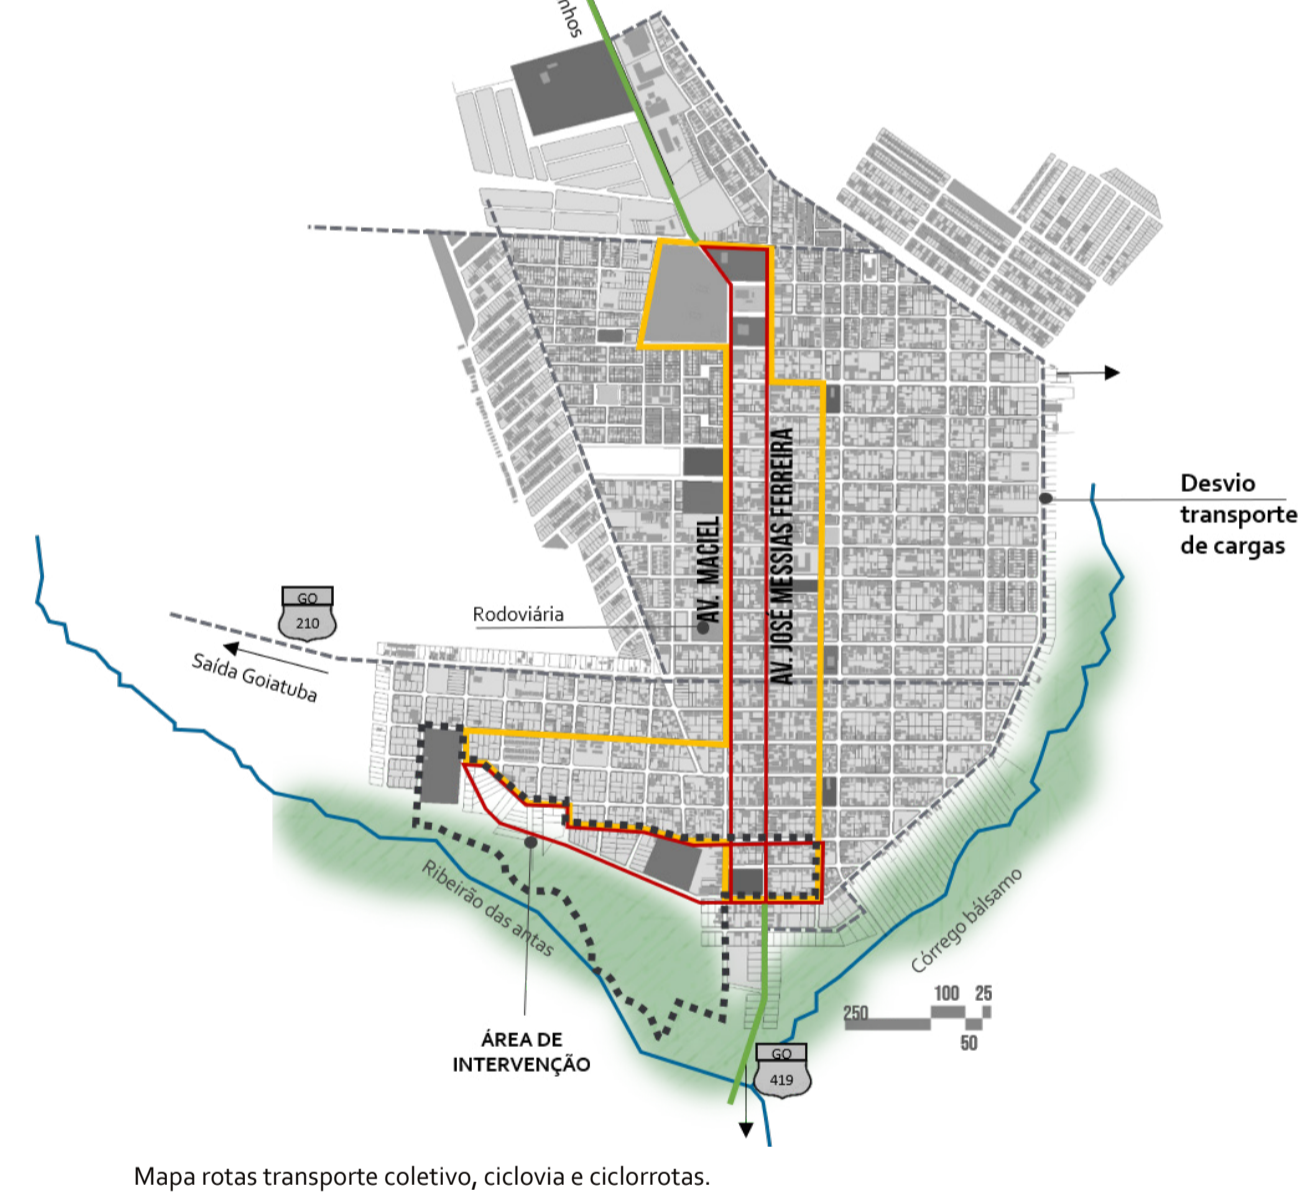 Desvio
transporte
de cargas
AV. MACIEL
AV. JOSÉ MESSIAS FERREIRA
Rodoviária
GO
210
Saída Goiatuba
Ribeirão das antas
Córrego bálsamo
ÁREA DE
INTERVENÇÃO
100 25
250
50
GO
419
Mapa rotas transporte coletivo, ciclovia e ciclorrotas.